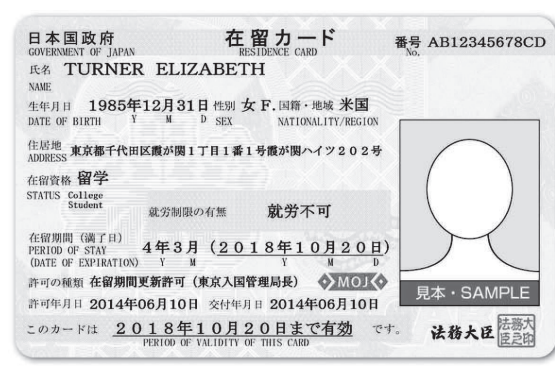 日本国政府 在留カード 番号 AB12345678CD
GOVERNMENT OF JAPAN RESIDENCE CARD No.
氏名 TURNER ELIZABETH
NAME
生年月日 1985年12月31日 性別 女 F. 国籍・地域 米国
DATE OF BIRTH Y M D SEX NATIONALITY/REGION
住居地 東京都千代田区霞が関1丁目1番1号霞が関ハイツ202号
ADDRESS
在留資格 留学
STATUS College
Student
就労制限の有無 就労不可
在留期間(満了日) 4年3月(2018年10月20日)
PERIOD OF STAY
(DATE OF EXPIRATION) Y M Y M D
許可の種類 在留期間更新許可(東京入国管理局長) MOJ
見本・SAMPLE
許可年月日 2014年06月10日 交付年月日 2014年06月10日
このカードは 2018年10月20日まで有効 です。
PERIOD OF VALIDITY OF THIS CARD
法務大臣 法務大臣之印